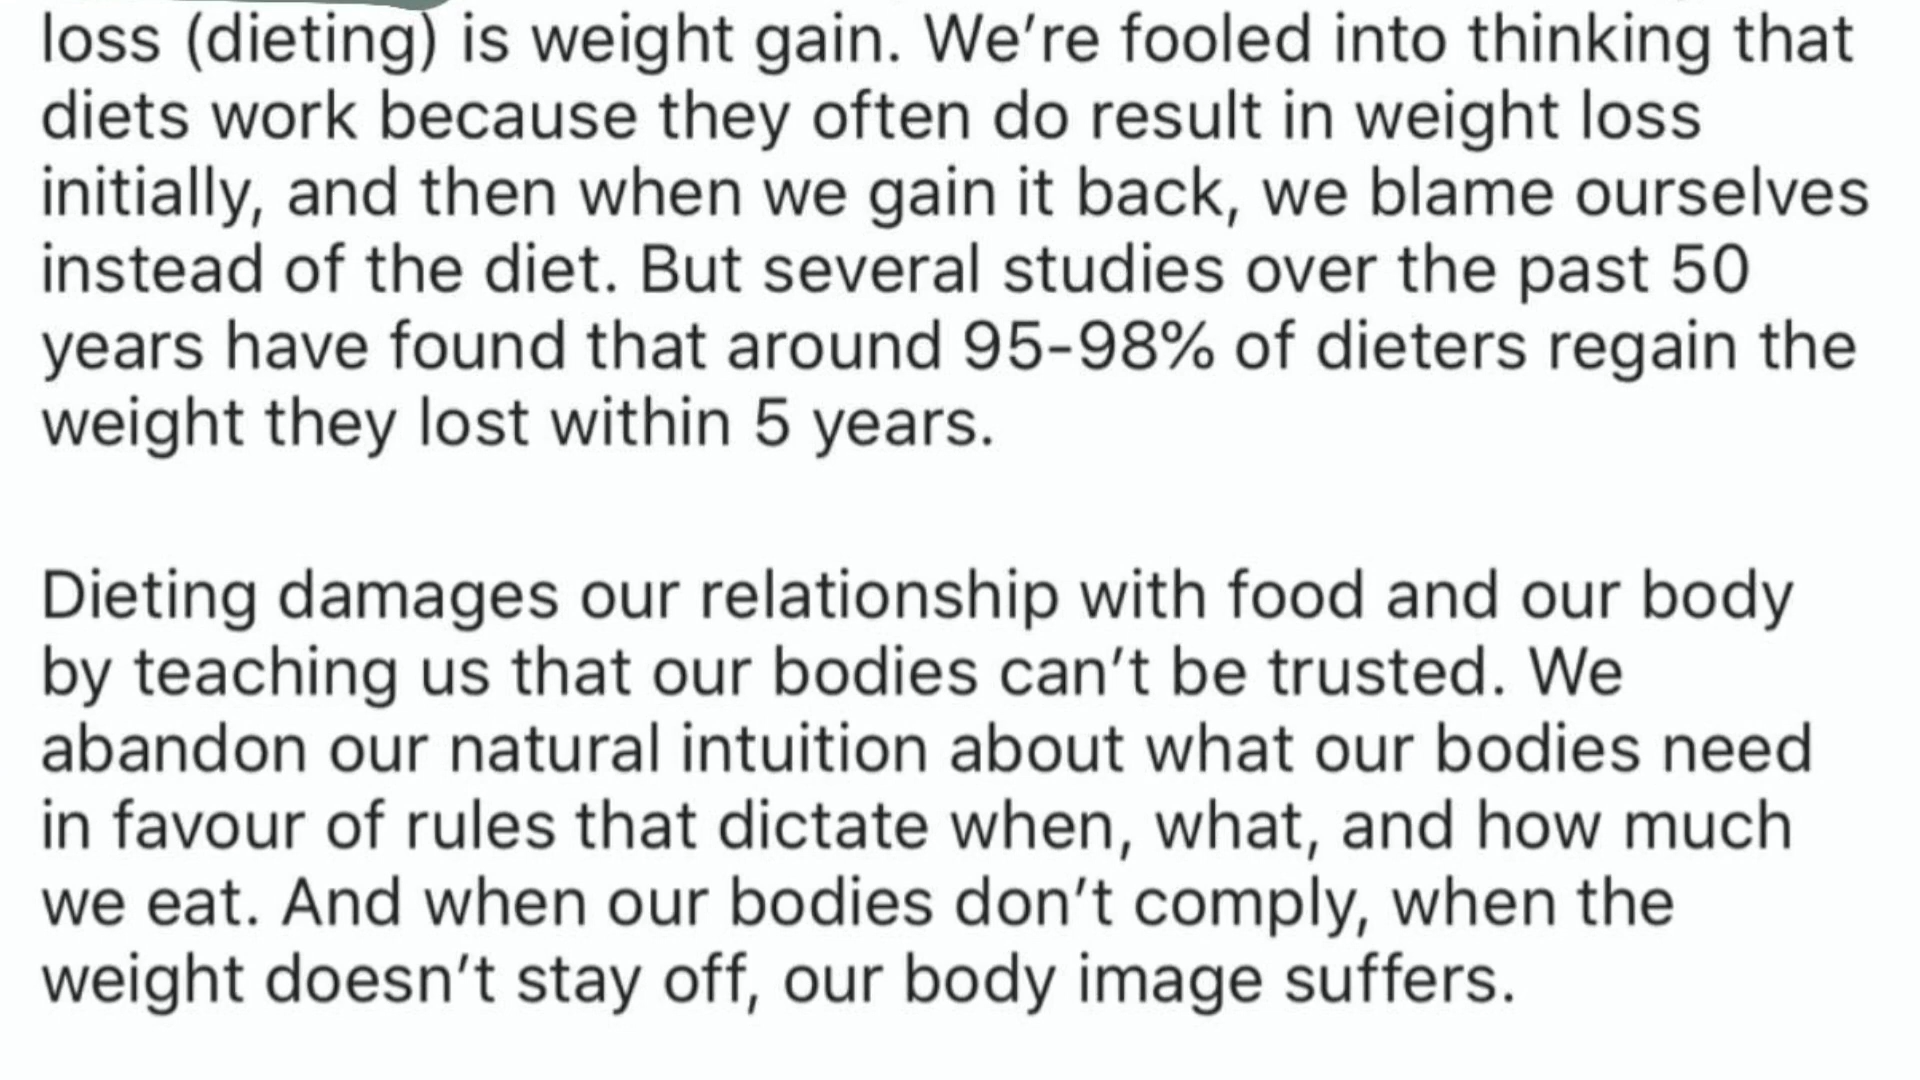 loss (dieting) is weight gain. We’re fooled into thinking that
diets work because they often do result in weight loss
initially, and then when we gain it back, we blame ourselves
instead of the diet. But several studies over the past 50
years have found that around 95-98% of dieters regain the
weight they lost within 5 years.
Dieting damages our relationship with food and our body
by teaching us that our bodies can’t be trusted. We
abandon our natural intuition about what our bodies need
in favour of rules that dictate when, what, and how much
we eat. And when our bodies don’t comply, when the
weight doesn’t stay off, our body image suffers.